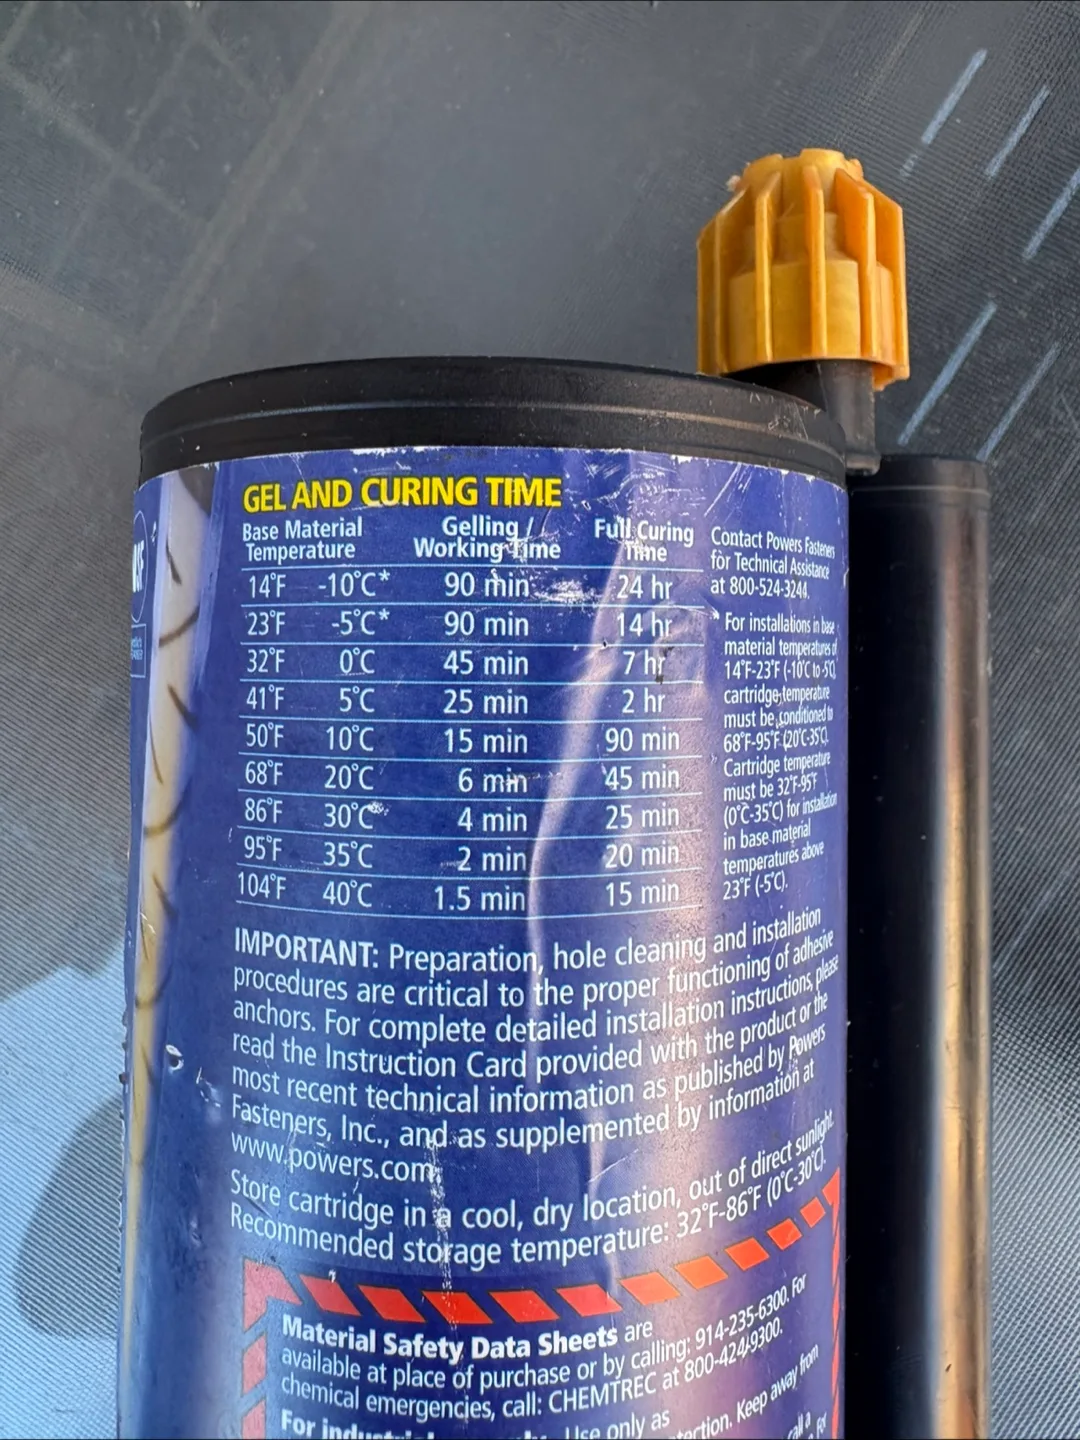 GEL AND CURING TIME
Base Material Temperature Gelling / Working Time Full Curing Time
14°F -10°C* 90 min 24 hr
23°F -5°C* 90 min 14 hr
32°F 0°C 45 min 7 hr
41°F 5°C 25 min 2 hr
50°F 10°C 15 min 90 min
68°F 20°C 6 min 45 min
86°F 30°C 4 min 25 min
95°F 35°C 2 min 20 min
104°F 40°C 1.5 min 15 min
Contact Powers Fasteners
for Technical Assistance
at 800-524-3244.
* For installations in base
material temperatures of
14°F-23°F (-10°C to -5°C),
cartridge temperature
must be conditioned to
68°F-95°F (20°C-35°C).
Cartridge temperature
must be 32°F-95°F
(0°C-35°C) for installation
in base material
temperatures above
23°F (-5°C).
IMPORTANT: Preparation, hole cleaning and installation
procedures are critical to the proper functioning of adhesive
anchors. For complete detailed installation instructions, please
read the Instruction Card provided with the product or the
most recent technical information as published by Powers
Fasteners, Inc., and as supplemented by information at
www.powers.com.
Store cartridge in a cool, dry location, out of direct sunlight.
Recommended storage temperature: 32°F-86°F (0°C-30°C).
Material Safety Data Sheets are
available at place of purchase or by calling: 914-235-6300. For
chemical emergencies, call: CHEMTREC at 800-424-9300.
For industrial Use only as
Keep away from
call a